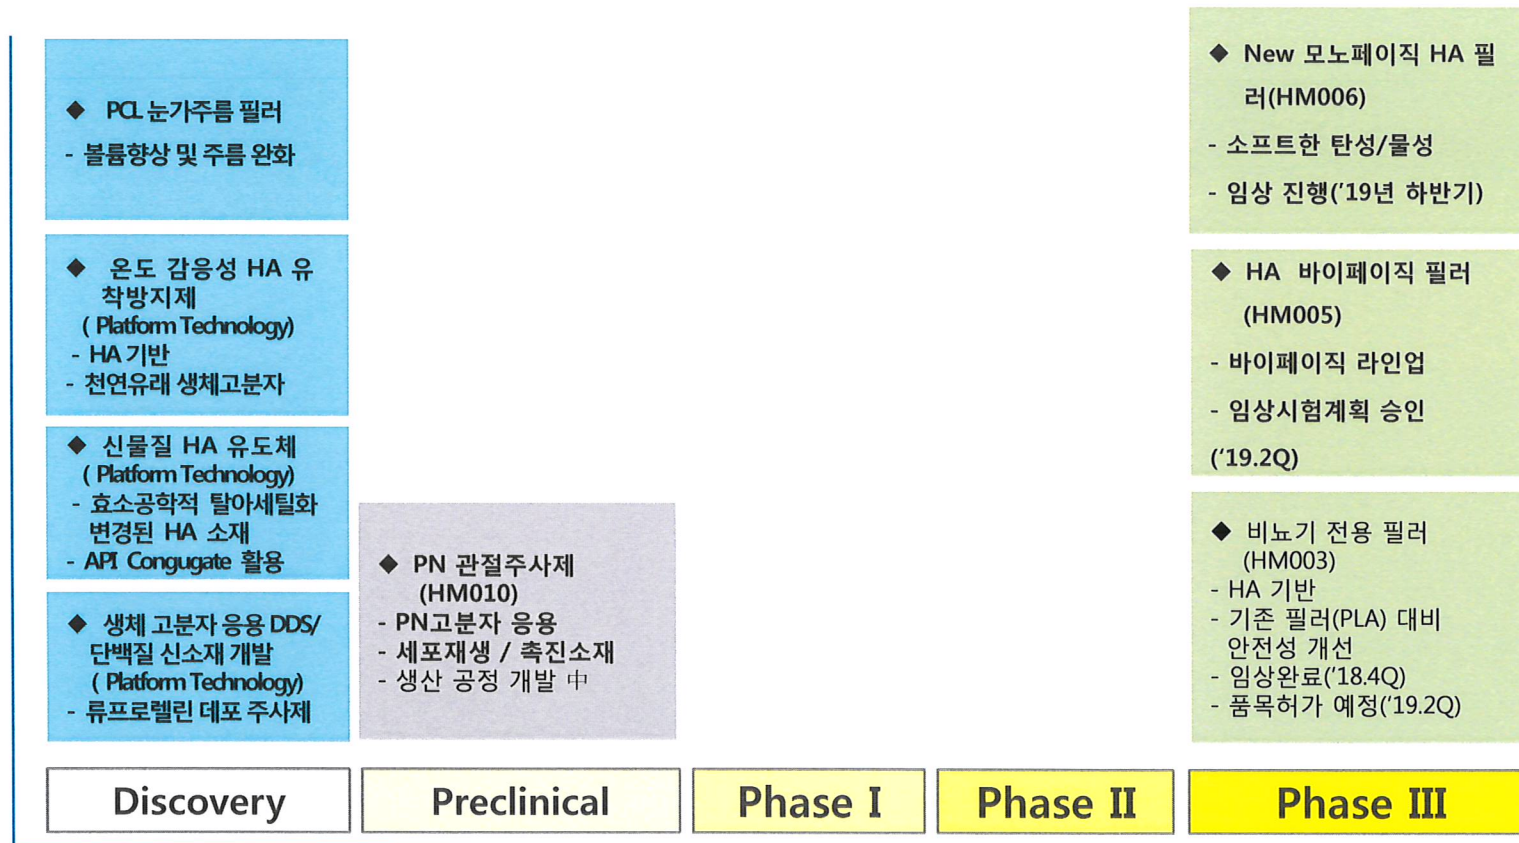 ◆ PCL 눈가주름 필러
- 볼륨향상 및 주름 완화
◆ 온도 감응성 HA 유
착방지제
( Platform Technology)
- HA 기반
- 천연유래 생체고분자
◆ 신물질 HA 유도체
( Platform Technology)
- 효소공학적 탈아세틸화
변경된 HA 소재
- API Congugate 활용
◆ 생체 고분자 응용 DDS/
단백질 신소재 개발
( Platform Technology)
- 류프로렐린 데포 주사제
◆ PN 관절주사제
(HM010)
- PN고분자 응용
- 세포재생 / 촉진소재
- 생산 공정 개발 中
◆ New 모노페이직 HA 필
러(HM006)
- 소프트한 탄성/물성
- 임상 진행('19년 하반기)
◆ HA 바이페이직 필러
(HM005)
- 바이페이직 라인업
- 임상시험계획 승인
('19.2Q)
◆ 비뇨기 전용 필러
(HM003)
- HA 기반
- 기존 필러(PLA) 대비
안전성 개선
- 임상완료('18.4Q)
- 품목허가 예정('19.2Q)
Discovery
Preclinical
Phase I
Phase II
Phase III